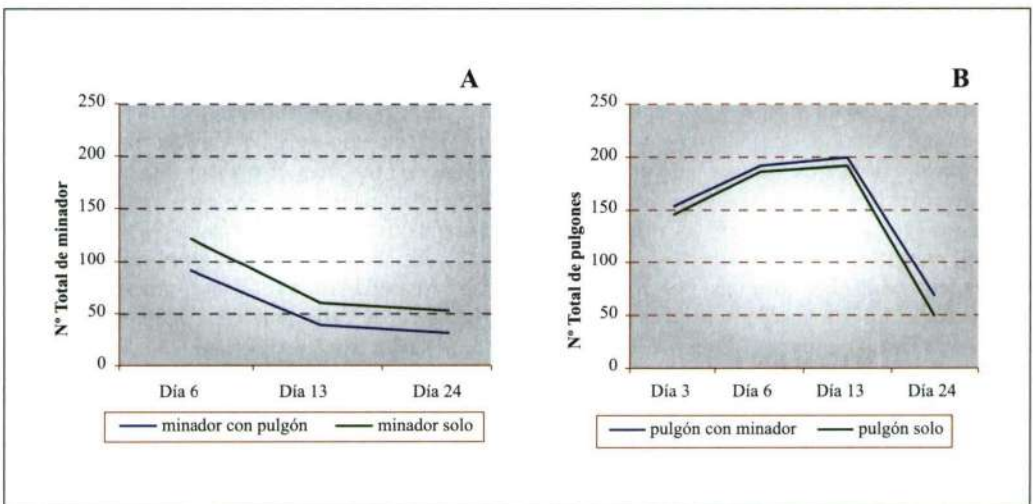 A
250
200
150
100
50
0
Nº Total de minador
Día 6 Día 13 Día 24
minador con pulgón minador solo
B
250
200
150
100
50
0
Nº Total de pulgones
Día 3 Día 6 Día 13 Día 24
pulgón con minador pulgón solo